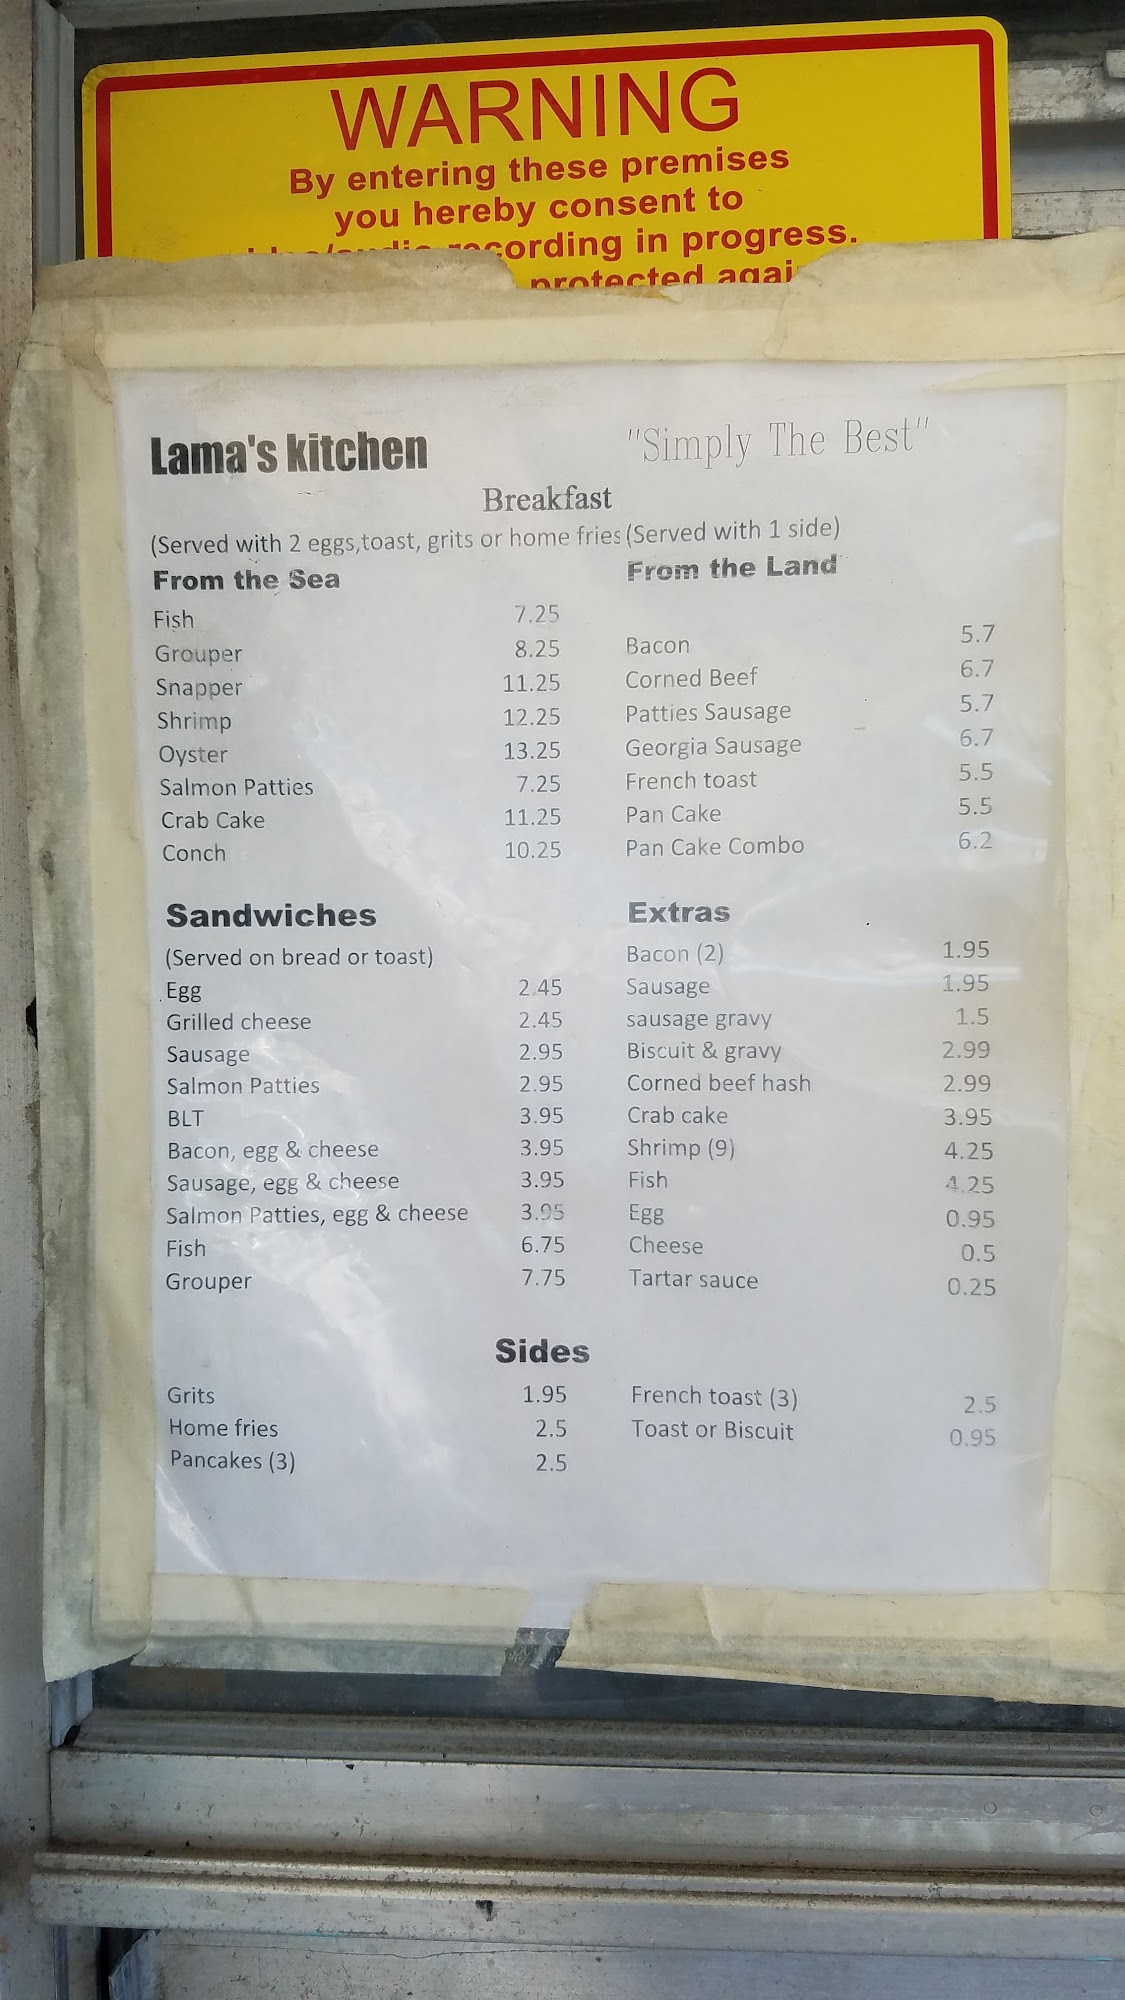 WARNING
By entering these premises
you hereby consent to
recording in progress.
protected
Lama's kitchen
"Simply The Best"
Breakfast
(Served with 2 eggs,toast, grits or home fries (Served with 1 side)
From the Sea
Fish 7.25
Grouper 8.25
Snapper 11.25
Shrimp 12.25
Oyster 13.25
Salmon Patties 7.25
Crab Cake 11.25
Conch 10.25
From the Land
Bacon 5.7
Corned Beef 6.7
Patties Sausage 5.7
Georgia Sausage 6.7
French toast 5.5
Pan Cake 5.5
Pan Cake Combo 6.2
Sandwiches
(Served on bread or toast)
Egg 2.45
Grilled cheese 2.45
Sausage 2.95
Salmon Patties 2.95
BLT 3.95
Bacon, egg & cheese 3.95
Sausage, egg & cheese 3.95
Salmon Patties, egg & cheese 3.95
Fish 6.75
Grouper 7.75
Extras
Bacon (2) 1.95
Sausage 1.95
sausage gravy 1.5
Biscuit & gravy 2.99
Corned beef hash 2.99
Crab cake 3.95
Shrimp (9) 4.25
Fish 4.25
Egg 0.95
Cheese 0.5
Tartar sauce 0.25
Sides
Grits 1.95
Home fries 2.5
Pancakes (3) 2.5
French toast (3) 2.5
Toast or Biscuit 0.95